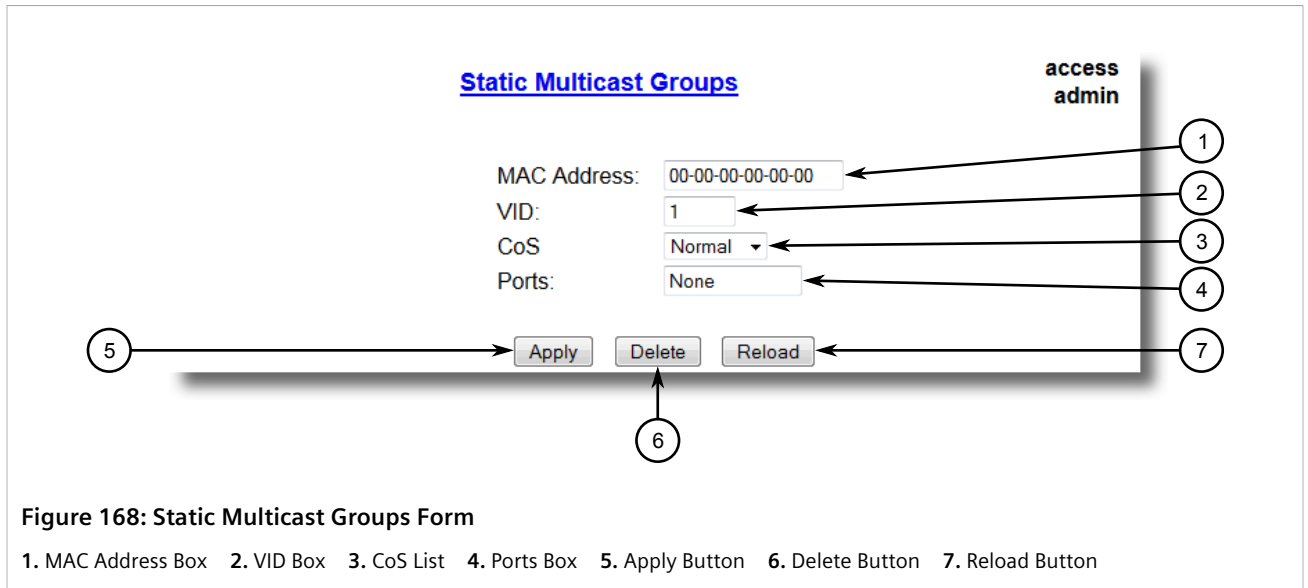 Static Multicast Groups
access
admin
MAC Address: 00-00-00-00-00-00
1
VID: 1
2
CoS Normal
3
Ports: None
4
5
Apply Delete Reload
7
6
Figure 168: Static Multicast Groups Form
1. MAC Address Box 2. VID Box 3. CoS List 4. Ports Box 5. Apply Button 6. Delete Button 7. Reload Button